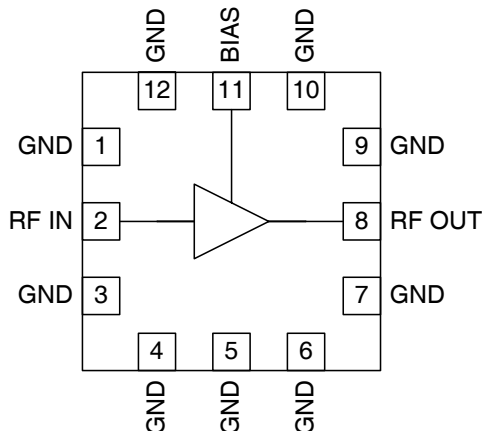 GND BIAS GND
12 11 10
GND 1 9 GND
RF IN 2 8 RF OUT
GND 3 7 GND
4 5 6
GND GND GND